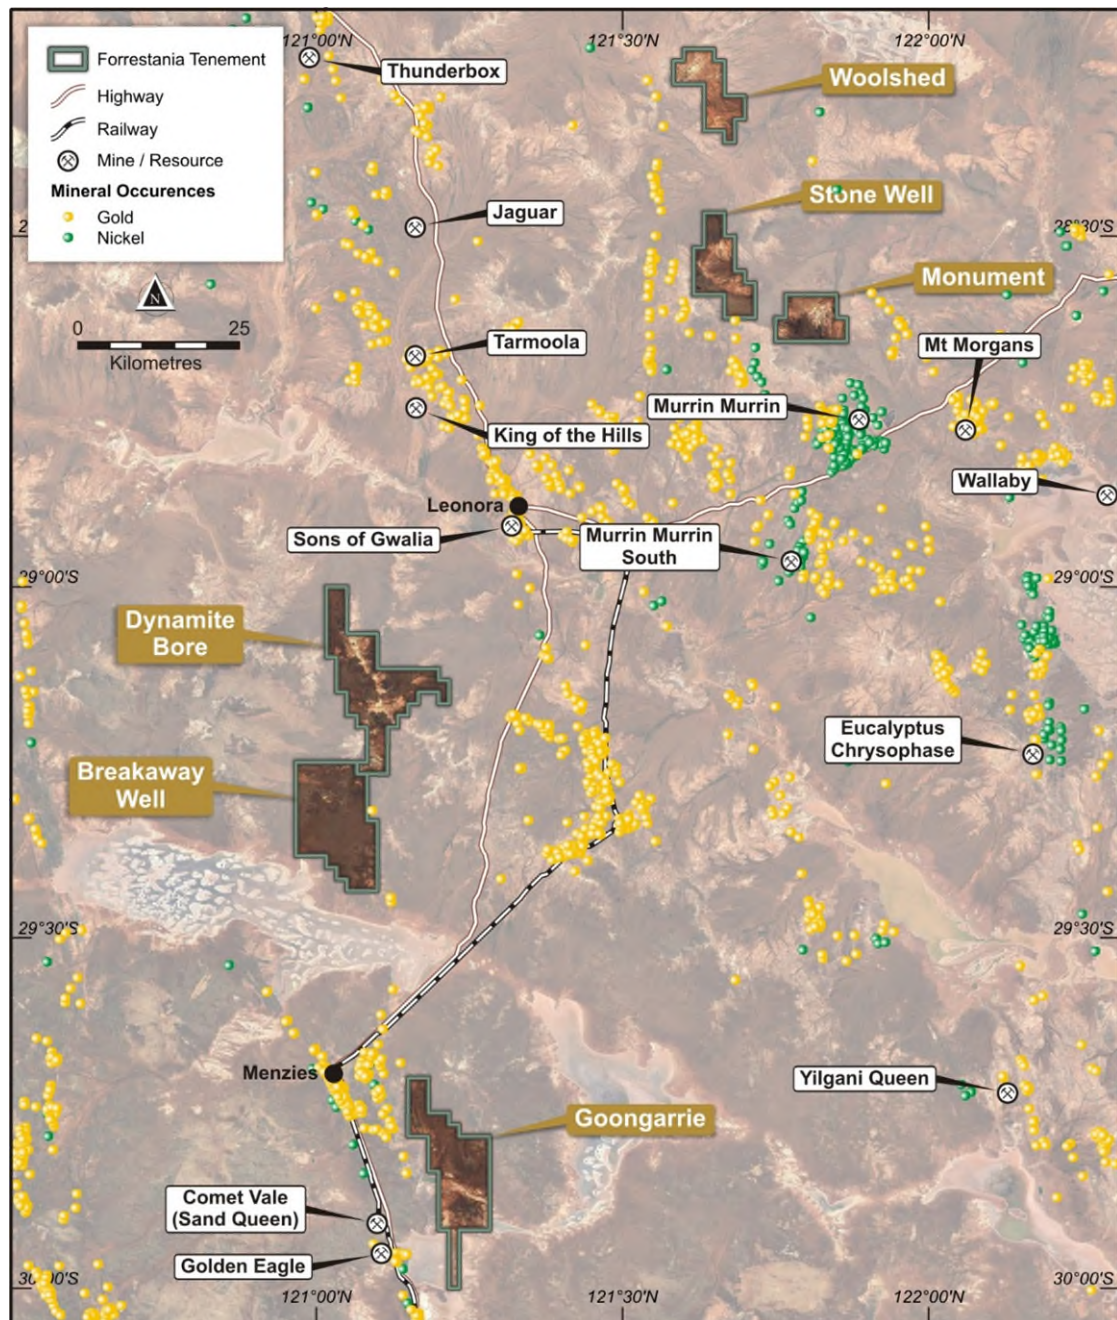 121°00'N
121°30'N
122°00'N
Forrestania Tenement
Highway
Railway
Mine / Resource
Mineral Occurences
Gold
Nickel
N
0
25
Kilometres
Thunderbox
Woolshed
Jaguar
Stone Well
28°30'S
Monument
Tarmoola
Mt Morgans
Murrin Murrin
King of the Hills
Wallaby
Leonora
Sons of Gwalia
Murrin Murrin
South
29°00'S
29°00'S
Dynamite
Bore
Eucalyptus
Chrysophase
Breakaway
Well
29°30'S
29°30'S
Menzies
Yilgani Queen
Goongarrie
Comet Vale
(Sand Queen)
Golden Eagle
30°00'S
30°00'S
121°00'N
121°30'N
122°00'N